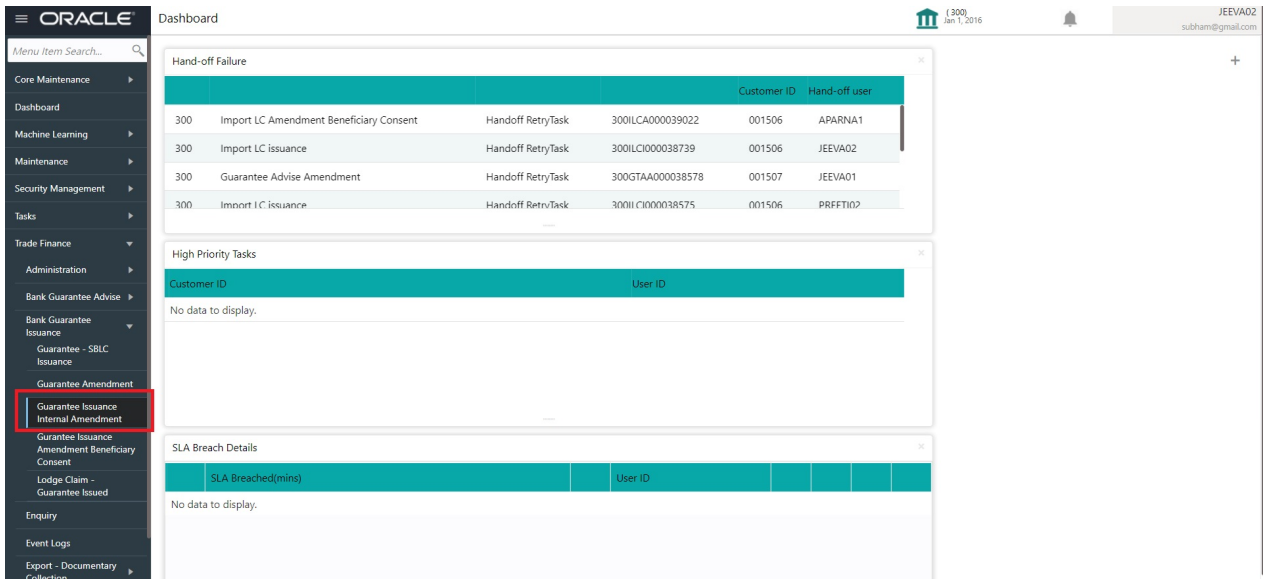 ORACLE
Dashboard
(300)
Jan 1, 2016
JEEVA02
subham@gmail.com
Menu Item Search...
Core Maintenance
Dashboard
Machine Learning
Maintenance
Security Management
Tasks
Trade Finance
Administration
Bank Guarantee Advise
Bank Guarantee
Issuance
Guarantee - SBLC
Issuance
Guarantee Amendment
Guarantee Issuance
Internal Amendment
Gurantee Issuance
Amendment Beneficiary
Consent
Lodge Claim -
Guarantee Issued
Enquiry
Event Logs
Export - Documentary
Collection
Hand-off Failure
Customer ID Hand-off user
300 Import LC Amendment Beneficiary Consent Handoff RetryTask 300ILCA000039022 001506 APARNA1
300 Import LC issuance Handoff RetryTask 300ILCI000038739 001506 JEEVA02
300 Guarantee Advise Amendment Handoff RetryTask 300GTAA000038578 001507 JEEVA01
300 Import LC issuance Handoff RetryTask 300ILCI000038575 001506 PREETI02
High Priority Tasks
Customer ID User ID
No data to display.
SLA Breach Details
SLA Breached(mins) User ID
No data to display.